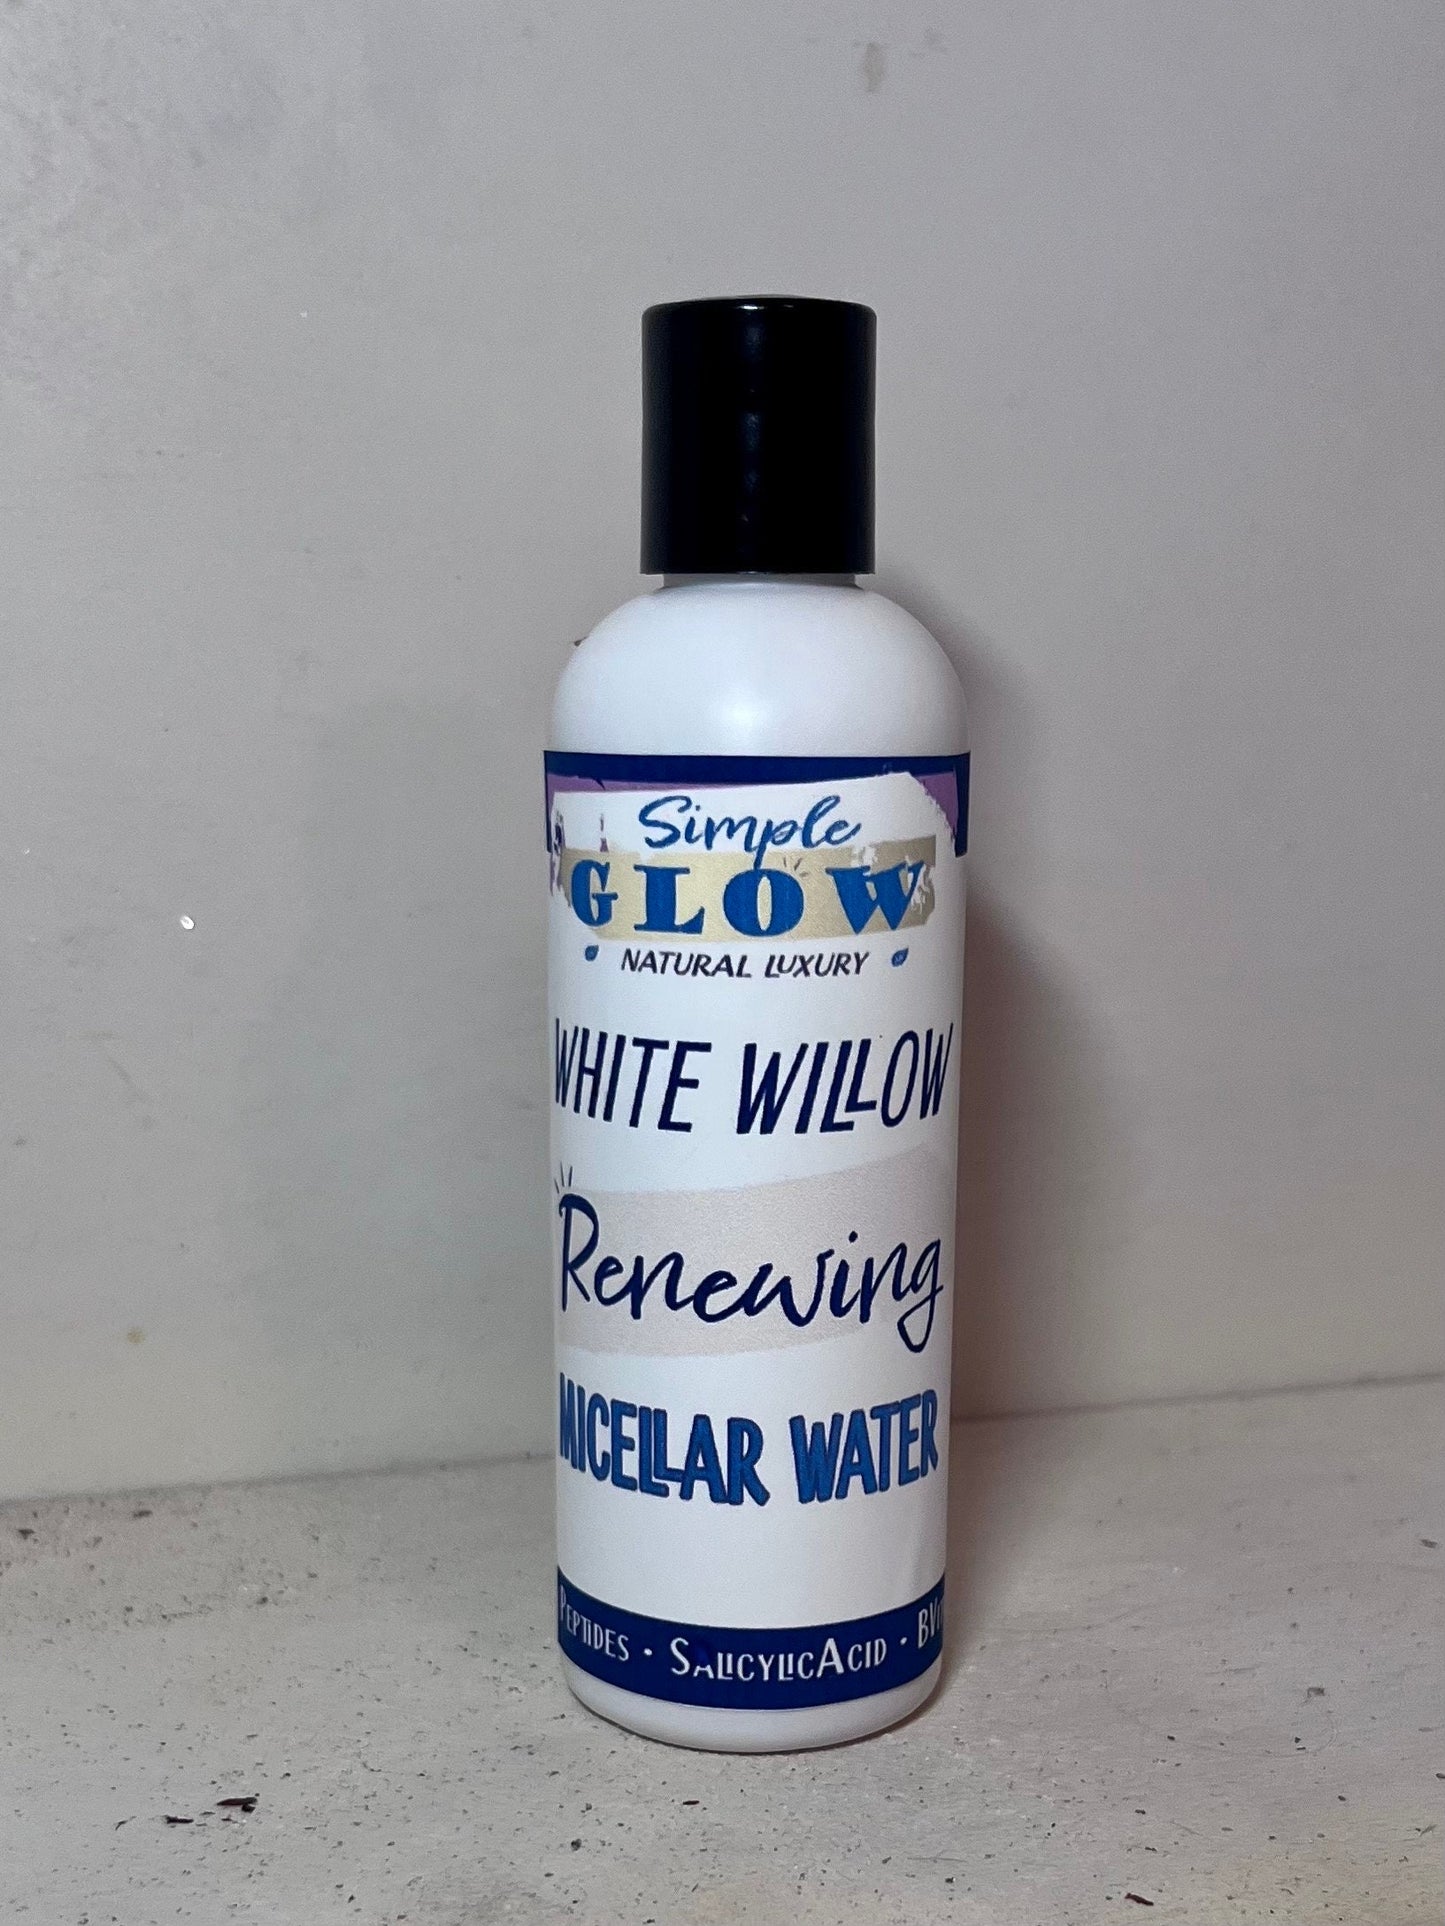 Simple
GLOW
NATURAL LUXURY
WHITE WILLOW
Renewing
MICELLAR WATER
PEPTIDES • SALICYLICACID •